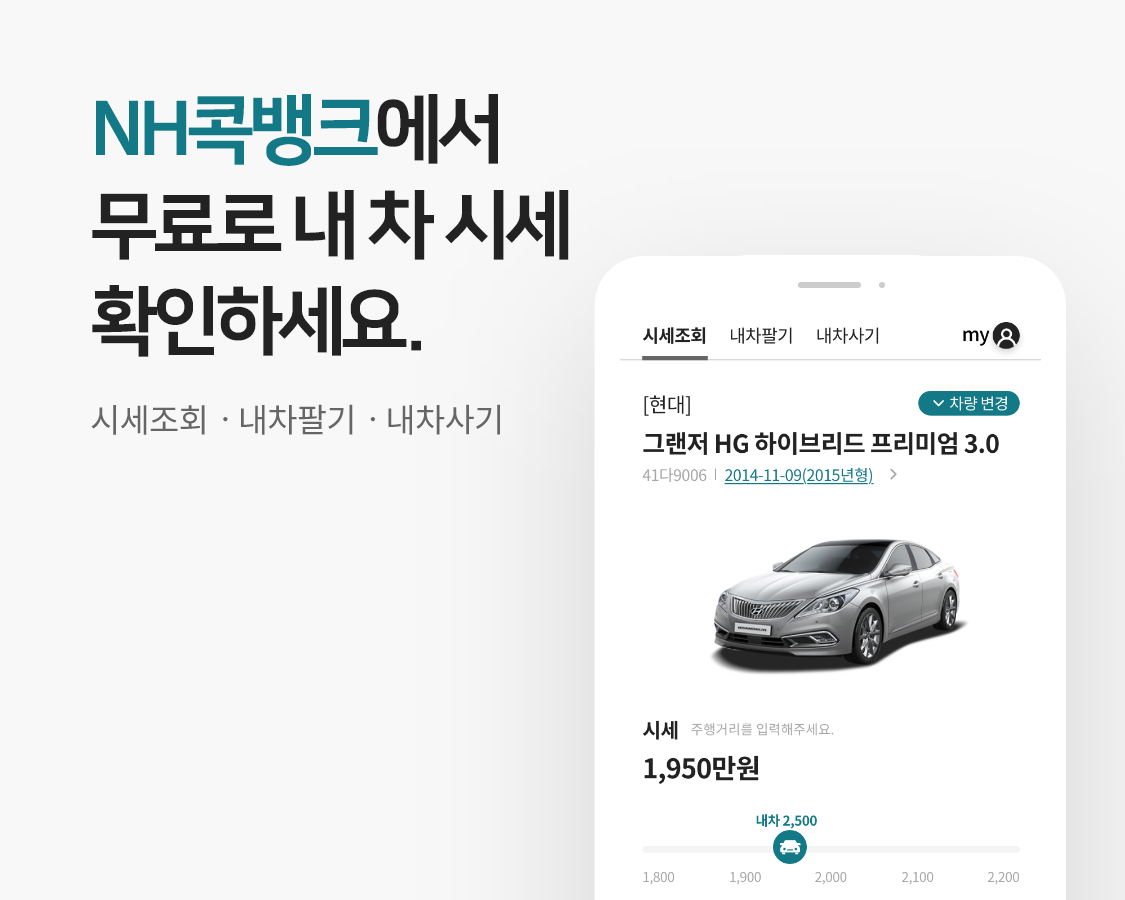 NH콕뱅크에서
무료로 내 차 시세
확인하세요.
시세조회 · 내차팔기 · 내차사기
시세조회 내차팔기 내차사기 my
[현대] 차량 변경
그랜저 HG 하이브리드 프리미엄 3.0
41다9006 | 2014-11-09(2015년형) >
시세 주행거리를 입력해주세요.
1,950만원
내차 2,500
1,800 1,900 2,000 2,100 2,200